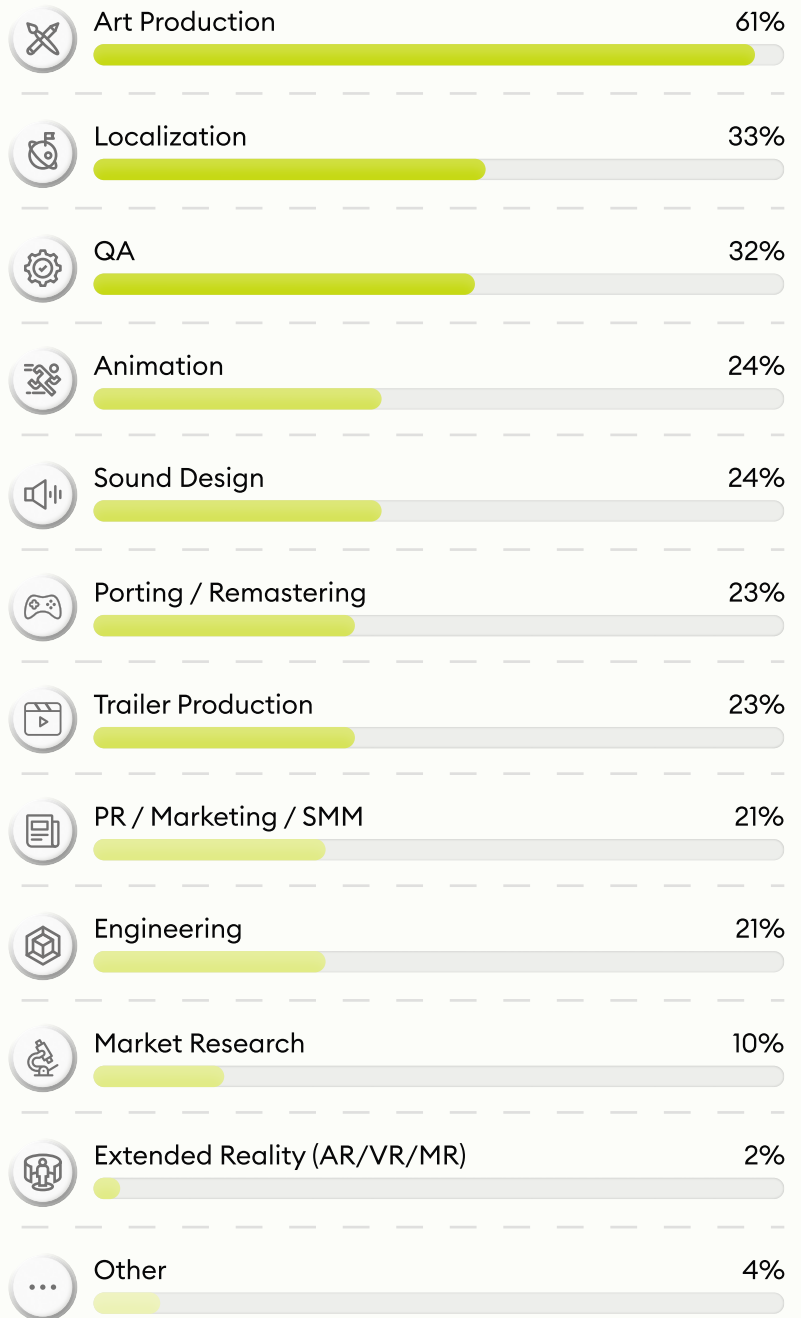 Art Production 61%
Localization 33%
QA 32%
Animation 24%
Sound Design 24%
Porting / Remastering 23%
Trailer Production 23%
PR / Marketing / SMM 21%
Engineering 21%
Market Research 10%
Extended Reality (AR/VR/MR) 2%
Other 4%